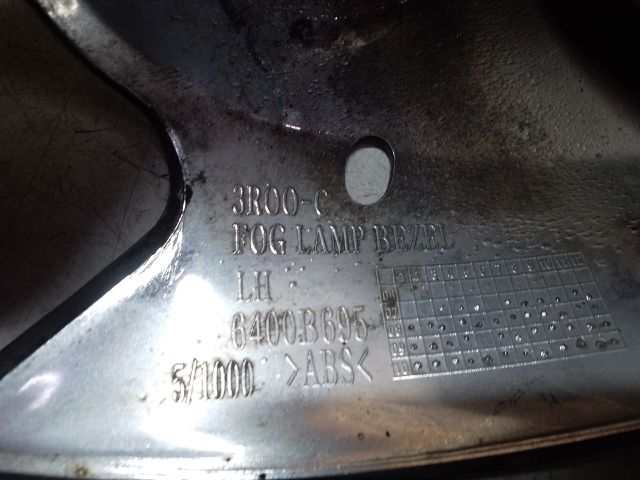 3R00-C
FOG LAMP BEZEL
LH
6400B695
5/1000 >ABS<